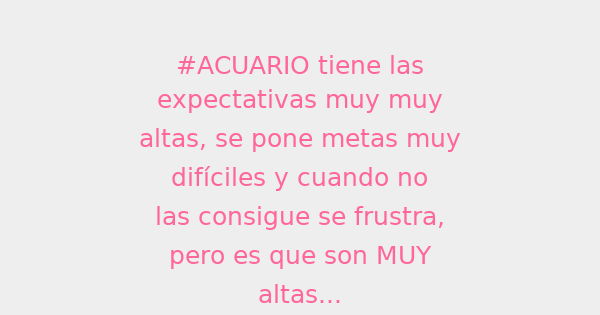 #ACUARIO tiene las
expectativas muy muy
altas, se pone metas muy
difíciles y cuando no
las consigue se frustra,
pero es que son MUY
altas...